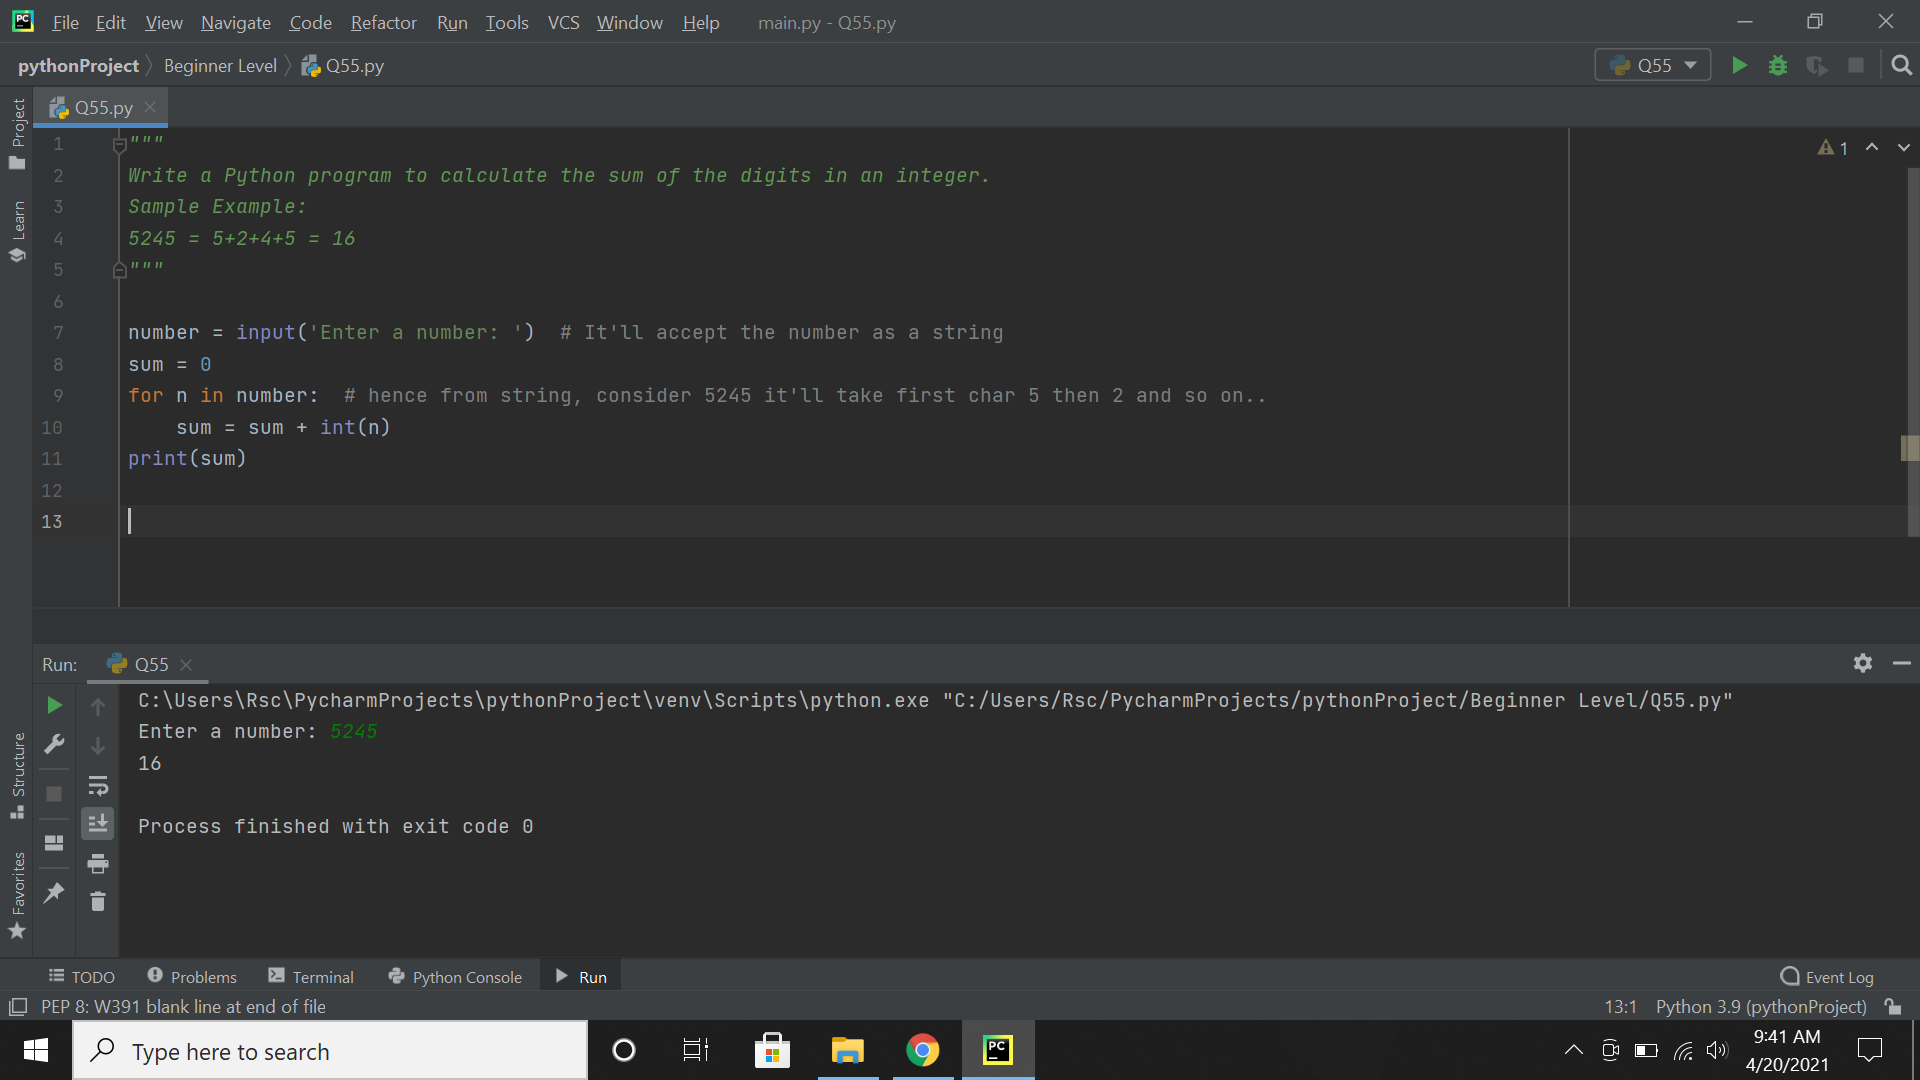 PC File Edit View Navigate Code Refactor Run Tools VCS Window Help main.py - Q55.py
pythonProject Beginner Level Q55.py Q55
Project
Learn
Structure
Favorites
Q55.py
1 """
2 Write a Python program to calculate the sum of the digits in an integer.
3 Sample Example:
4 5245 = 5+2+4+5 = 16
5 """
6
7 number = input('Enter a number: ')  # It'll accept the number as a string
8 sum = 0
9 for n in number:  # hence from string, consider 5245 it'll take first char 5 then 2 and so on..
10     sum = sum + int(n)
11 print(sum)
12
13
1
Run: Q55
C:\Users\Rsc\PycharmProjects\pythonProject\venv\Scripts\python.exe "C:/Users/Rsc/PycharmProjects/pythonProject/Beginner Level/Q55.py"
Enter a number: 5245
16
Process finished with exit code 0
TODO Problems Terminal Python Console Run Event Log
PEP 8: W391 blank line at end of file 13:1 Python 3.9 (pythonProject)
Type here to search PC 9:41 AM
4/20/2021